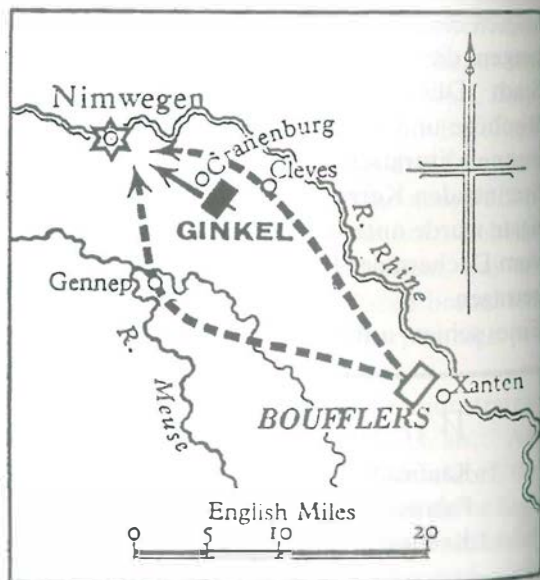 Nimwegen
Cranenburg
Cleves
GINKEL
R. Rhine
Gennep
R. Meuse
Xanten
BOUFFLERS
English Miles
0 5 10 20